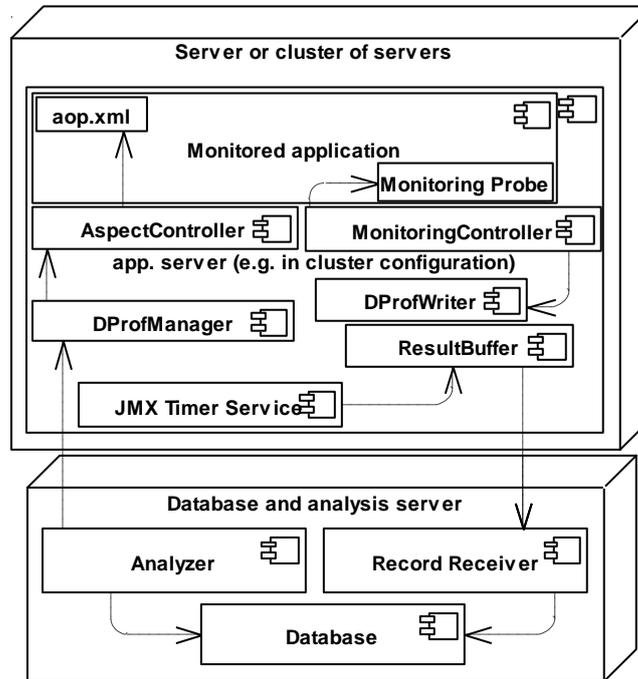 Server or cluster of servers
aop.xml
Monitored application
Monitoring Probe
AspectController
MonitoringController
app. server (e.g. in cluster configuration)
DProfWriter
DProfManager
ResultBuffer
JMX Timer Service
Database and analysis server
Analyzer
Record Receiver
Database